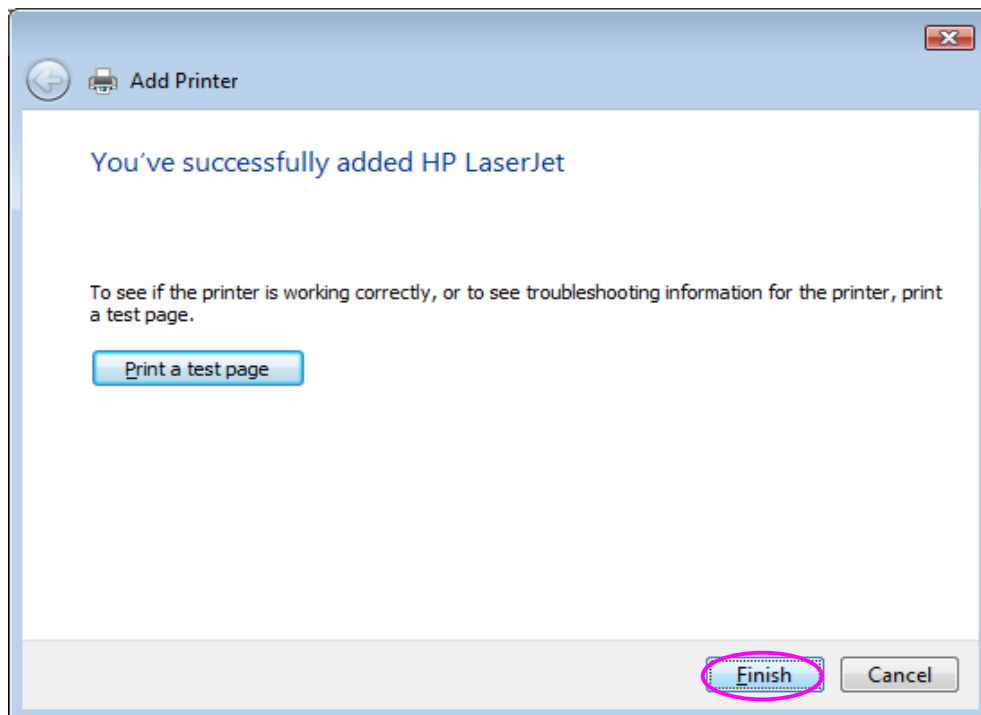 Add Printer
You've successfully added HP LaserJet
To see if the printer is working correctly, or to see troubleshooting information for the printer, print
a test page.
Print a test page
Finish Cancel